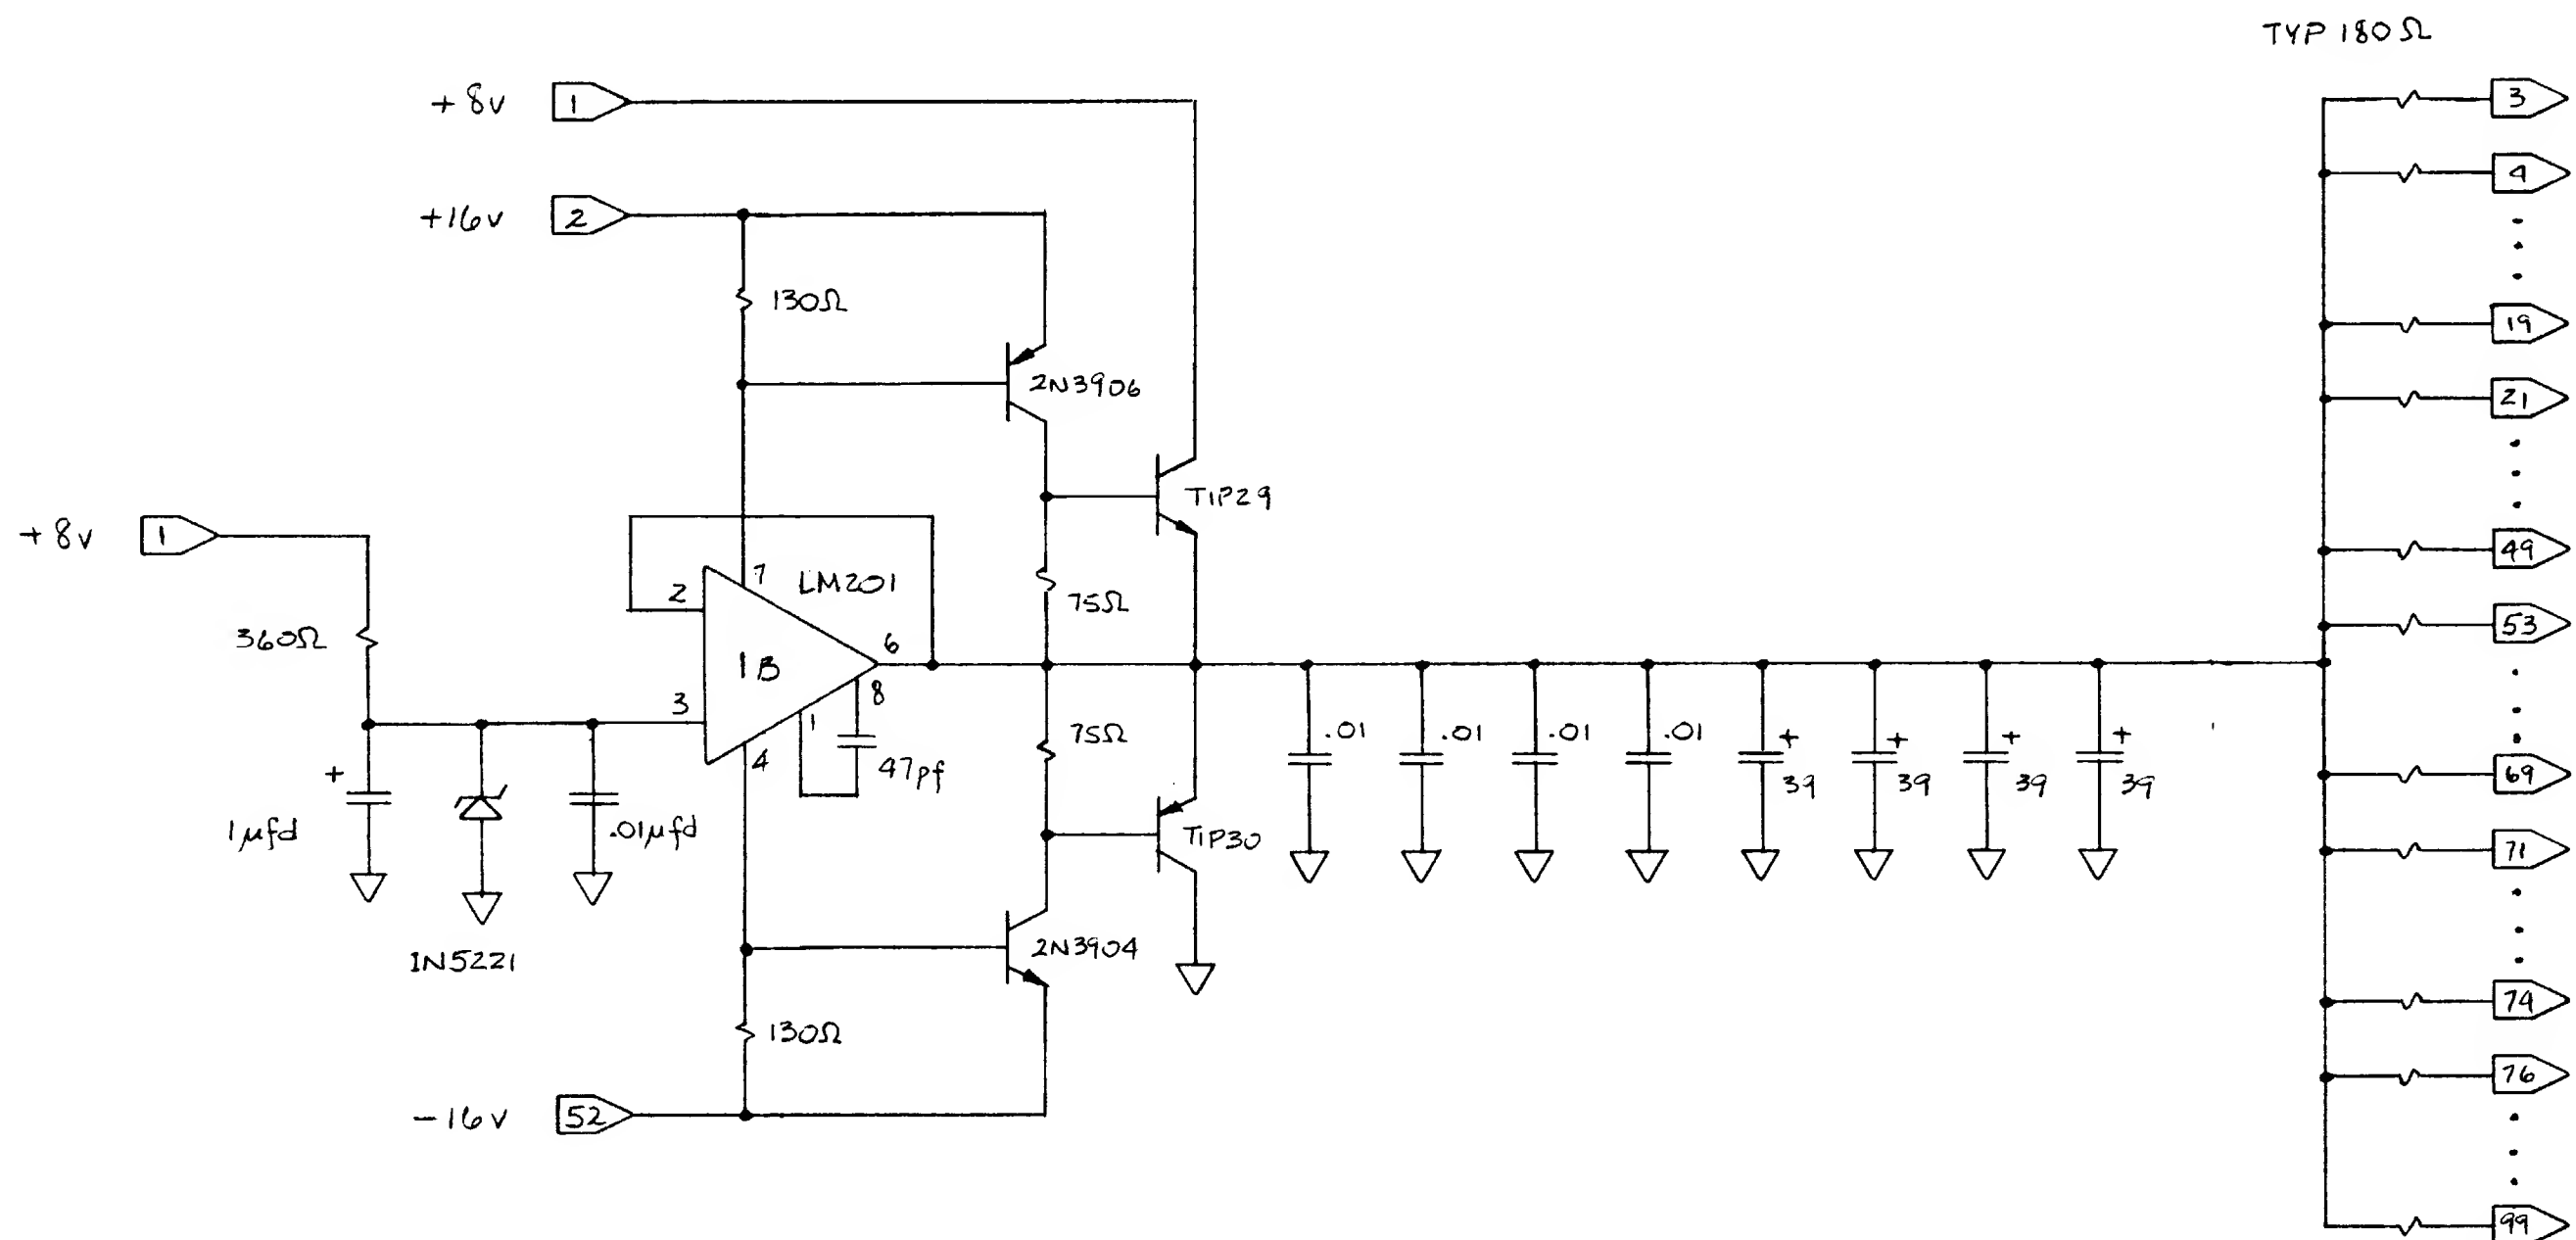 TYP 180Ω
+8v
1
3
4
+16v
2
130Ω
19
2N3906
21
TIP29
+8v
1
49
7
LM201
2
75Ω
360Ω
53
6
1B
8
3
1
75Ω
.01
.01
.01
.01
+
+
+
+
4
47pf
39
39
39
39
69
+
1µfd
.01µfd
TIP30
71
2N3904
IN5221
74
130Ω
76
-16v
52
99